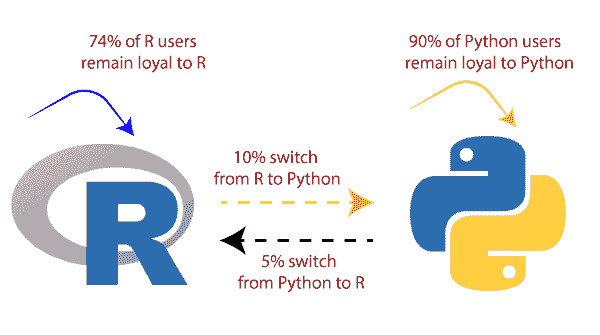 74% of R users
remain loyal to R
90% of Python users
remain loyal to Python
10% switch
from R to Python
5% switch
from Python to R
R